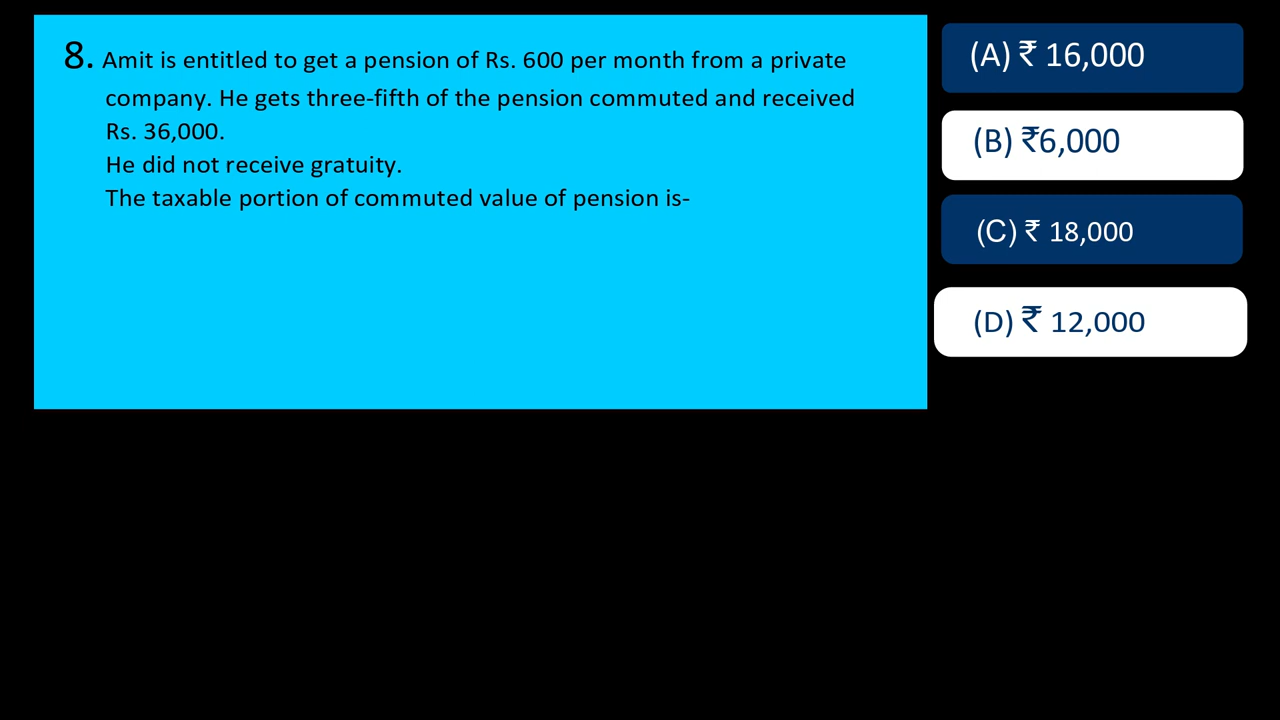 8. Amit is entitled to get a pension of Rs. 600 per month from a private
company. He gets three-fifth of the pension commuted and received
Rs. 36,000.
He did not receive gratuity.
The taxable portion of commuted value of pension is-
(A) ₹ 16,000
(B) ₹6,000
(C) ₹ 18,000
(D) ₹ 12,000